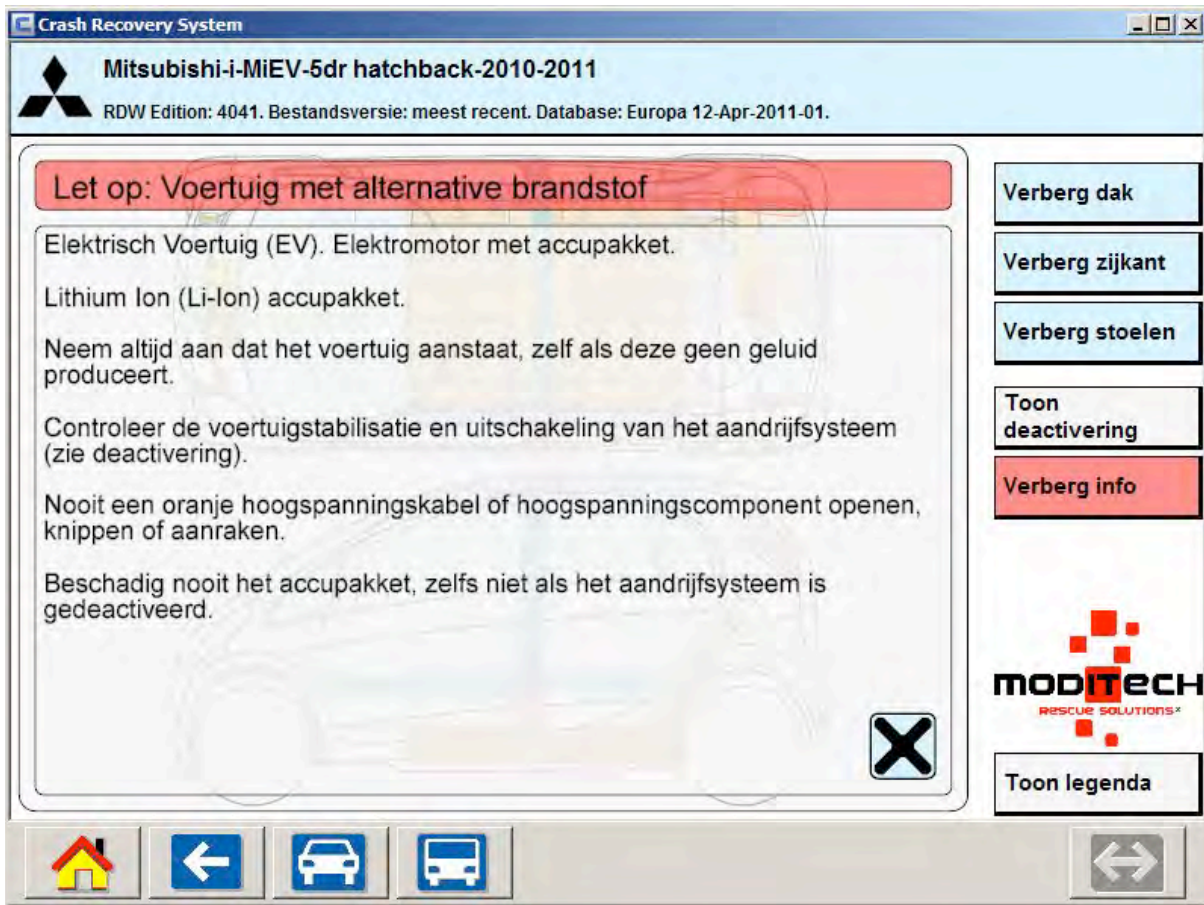 Crash Recovery System
Mitsubishi-i-MiEV-5dr hatchback-2010-2011
RDW Edition: 4041. Bestandsversie: meest recent. Database: Europa 12-Apr-2011-01.
Let op: Voertuig met alternative brandstof
Elektrisch Voertuig (EV). Elektromotor met accupakket.
Lithium Ion (Li-Ion) accupakket.
Neem altijd aan dat het voertuig aanstaat, zelf als deze geen geluid
produceert.
Controleer de voertuigstabilisatie en uitschakeling van het aandrijfsysteem
(zie deactivering).
Nooit een oranje hoogspanningskabel of hoogspanningscomponent openen,
knippen of aanraken.
Beschadig nooit het accupakket, zelfs niet als het aandrijfsysteem is
gedeactiveerd.
Verberg dak
Verberg zijkant
Verberg stoelen
Toon
deactivering
Verberg info
MODITECH
RESCUE SOLUTIONS
Toon legenda